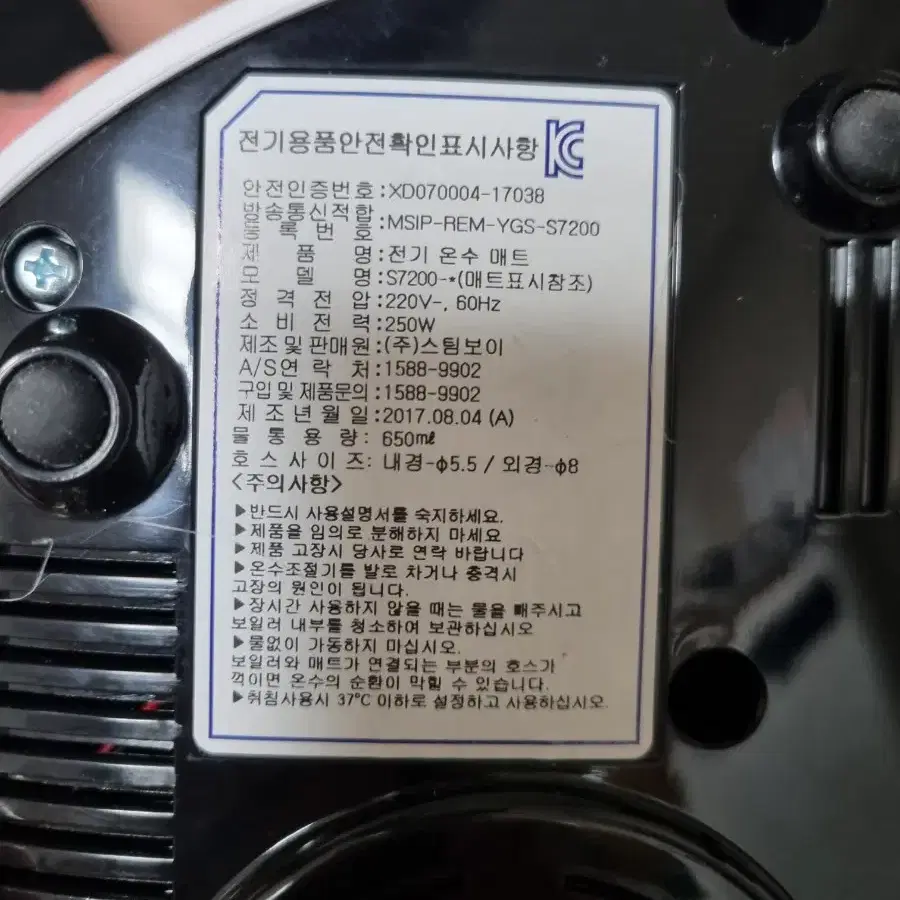 전기용품안전확인표시사항 KC
안전인증번호:XD070004-17038
방송통신적합
등록번호:MSIP-REM-YGS-S7200
제품명:전기 온수 매트
모델명:S7200-*(매트표시참조)
정격전압:220V~, 60Hz
소비전력:250W
제조 및 판매원:(주)스팀보이
A/S연락처:1588-9902
구입 및 제품문의:1588-9902
제조년월일:2017.08.04 (A)
물통용량: 650㎖
호스사이즈: 내경-φ5.5 / 외경-φ8
<주의사항>
▶반드시 사용설명서를 숙지하세요.
▶제품을 임의로 분해하지 마세요
▶제품 고장시 당사로 연락 바랍니다
▶온수조절기를 발로 차거나 충격시
고장의 원인이 됩니다.
▶장시간 사용하지 않을 때는 물을 빼주시고
보일러 내부를 청소하여 보관하십시오
▶물없이 가동하지 마십시오.
보일러와 매트가 연결되는 부분의 호스가
꺽이면 온수의 순환이 막힐 수 있습니다.
▶취침사용시 37℃ 이하로 설정하고 사용하십시오.